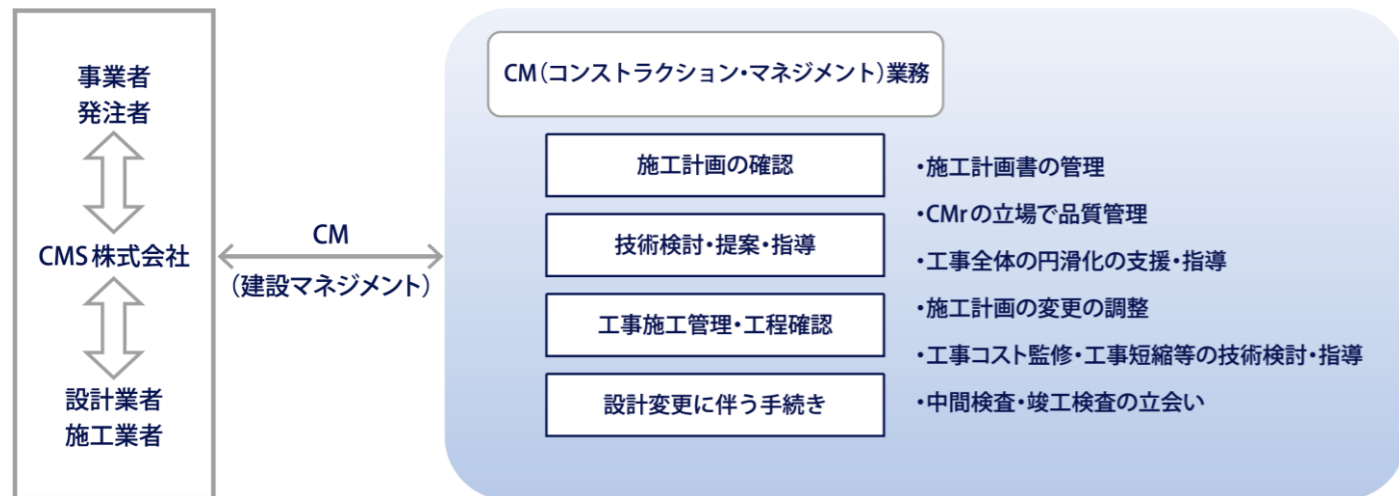 事業者
発注者
CMS株式会社
設計業者
施工業者
CM
(建設マネジメント)
CM(コンストラクション・マネジメント)業務
施工計画の確認
技術検討・提案・指導
工事施工管理・工程確認
設計変更に伴う手続き
・施工計画書の管理
・CMrの立場で品質管理
・工事全体の円滑化の支援・指導
・施工計画の変更の調整
・工事コスト監修・工事短縮等の技術検討・指導
・中間検査・竣工検査の立会い